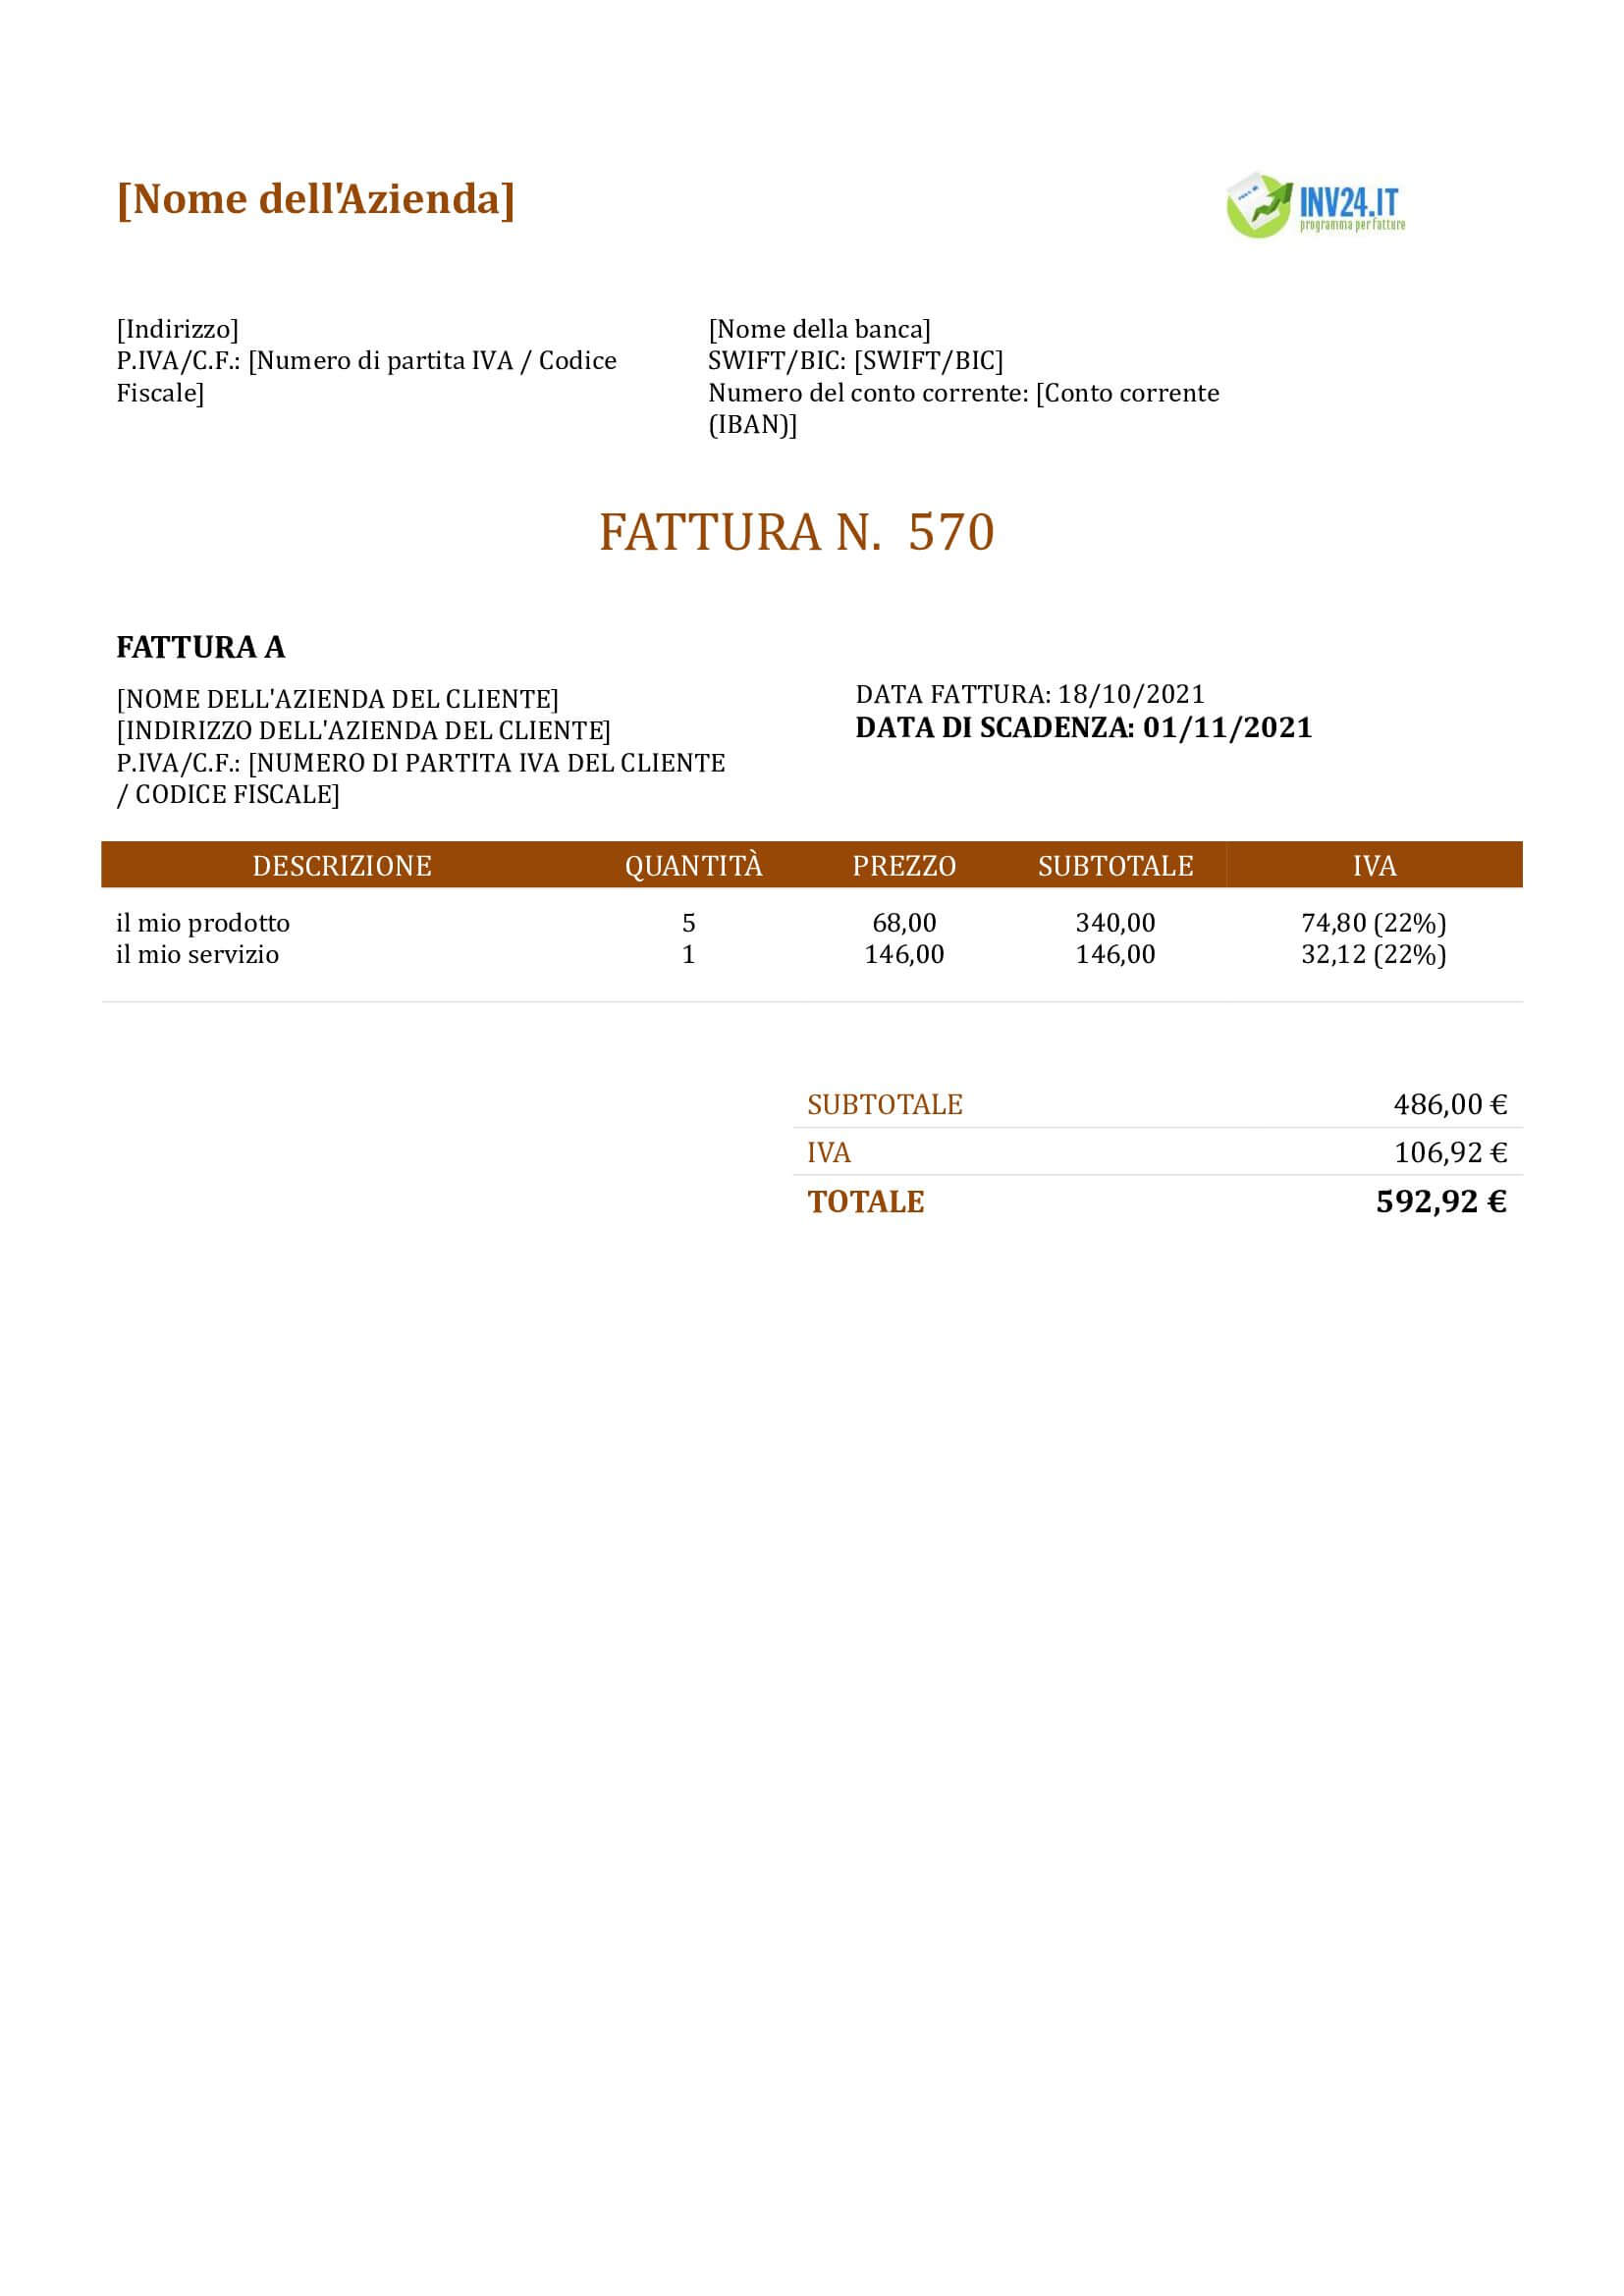 [Nome dell'Azienda]
INV24.IT
programma per fatture
[Indirizzo]
P.IVA/C.F.: [Numero di partita IVA / Codice
Fiscale]
[Nome della banca]
SWIFT/BIC: [SWIFT/BIC]
Numero del conto corrente: [Conto corrente
(IBAN)]
FATTURA N. 570
FATTURA A
[NOME DELL'AZIENDA DEL CLIENTE]
[INDIRIZZO DELL'AZIENDA DEL CLIENTE]
P.IVA/C.F.: [NUMERO DI PARTITA IVA DEL CLIENTE
/ CODICE FISCALE]
DATA FATTURA: 18/10/2021
DATA DI SCADENZA: 01/11/2021
DESCRIZIONE QUANTITÀ PREZZO SUBTOTALE IVA
il mio prodotto 5 68,00 340,00 74,80 (22%)
il mio servizio 1 146,00 146,00 32,12 (22%)
SUBTOTALE 486,00 €
IVA 106,92 €
TOTALE 592,92 €